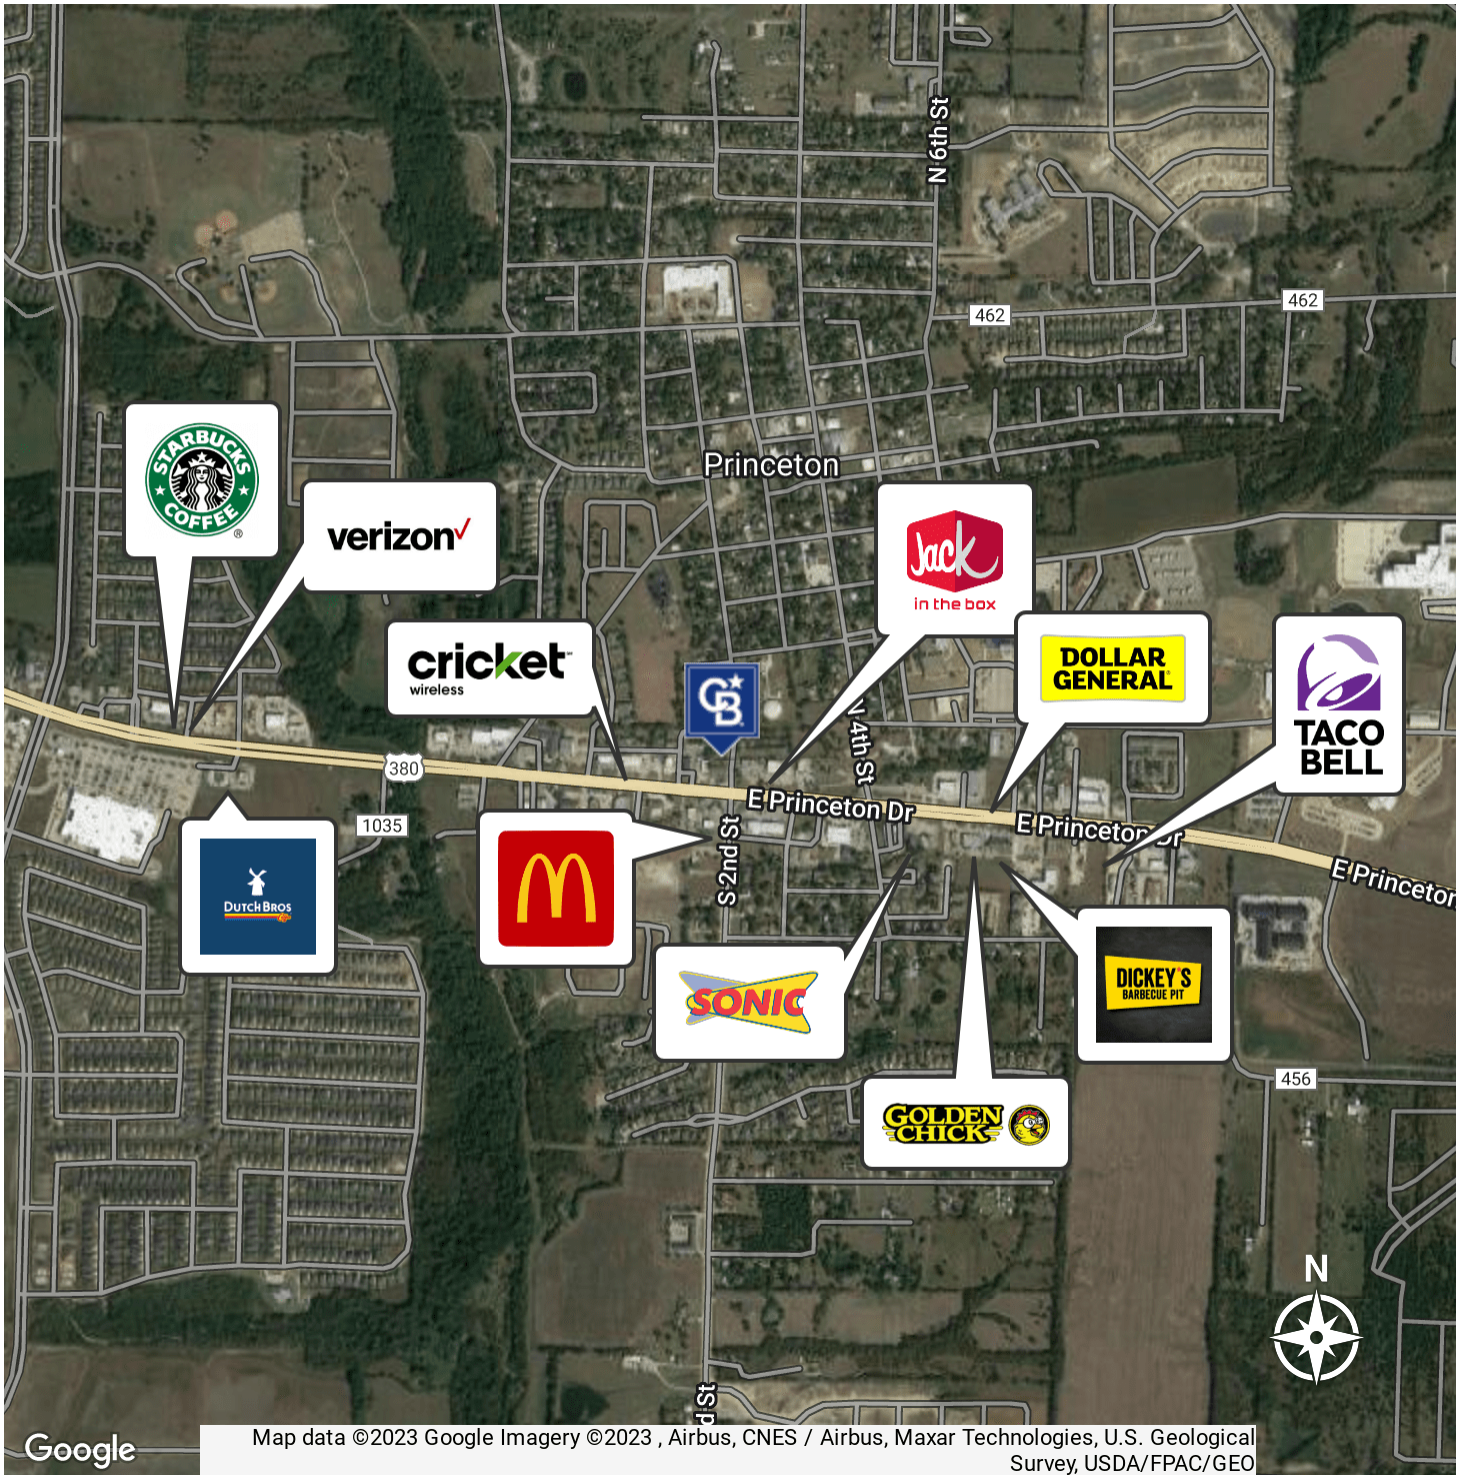 N 6th St
462
462
STARBUCKS
COFFEE
®
Princeton
verizon
Jack
in the box
cricket
wireless
DOLLAR
GENERAL
TACO
BELL
CB
N 4th St
380
E Princeton Dr
E Princeton Dr
1035
S 2nd St
E Princeton
DUTCH BROS
M
SONIC
DICKEY'S
BARBECUE PIT
456
GOLDEN
CHICK
N
d St
Google
Map data ©2023 Google Imagery ©2023 , Airbus, CNES / Airbus, Maxar Technologies, U.S. Geological
Survey, USDA/FPAC/GEO